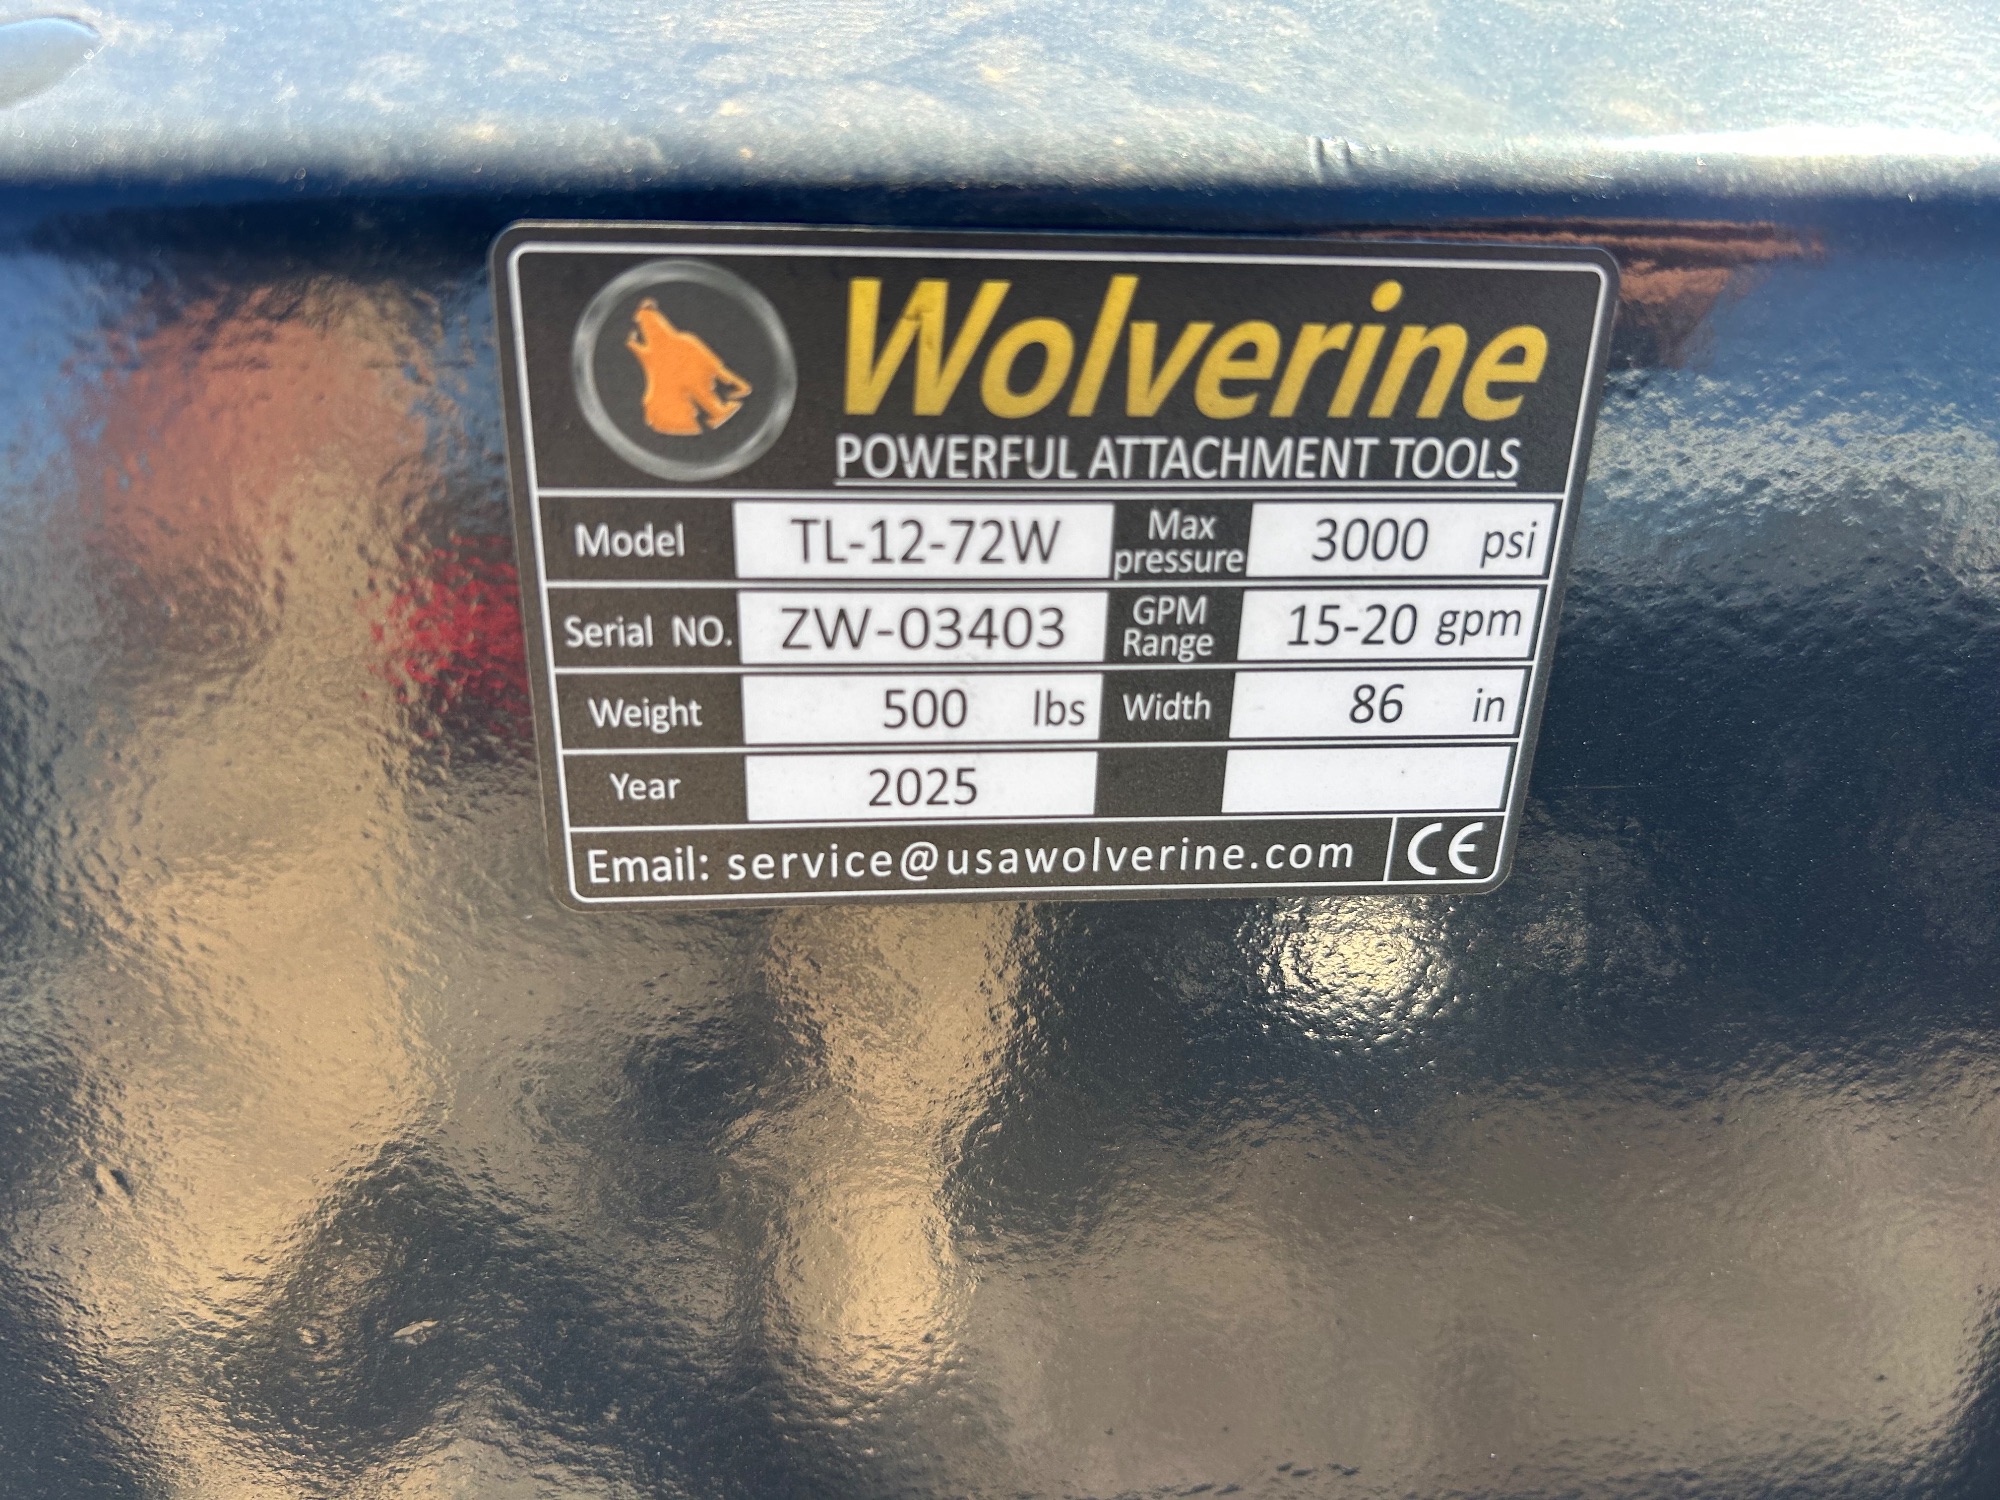 Wolverine
POWERFUL ATTACHMENT TOOLS
Model TL-12-72W Max pressure 3000 psi
Serial NO. ZW-03403 GPM Range 15-20 gpm
Weight 500 lbs Width 86 in
Year 2025
Email: service@usawolverine.com CE